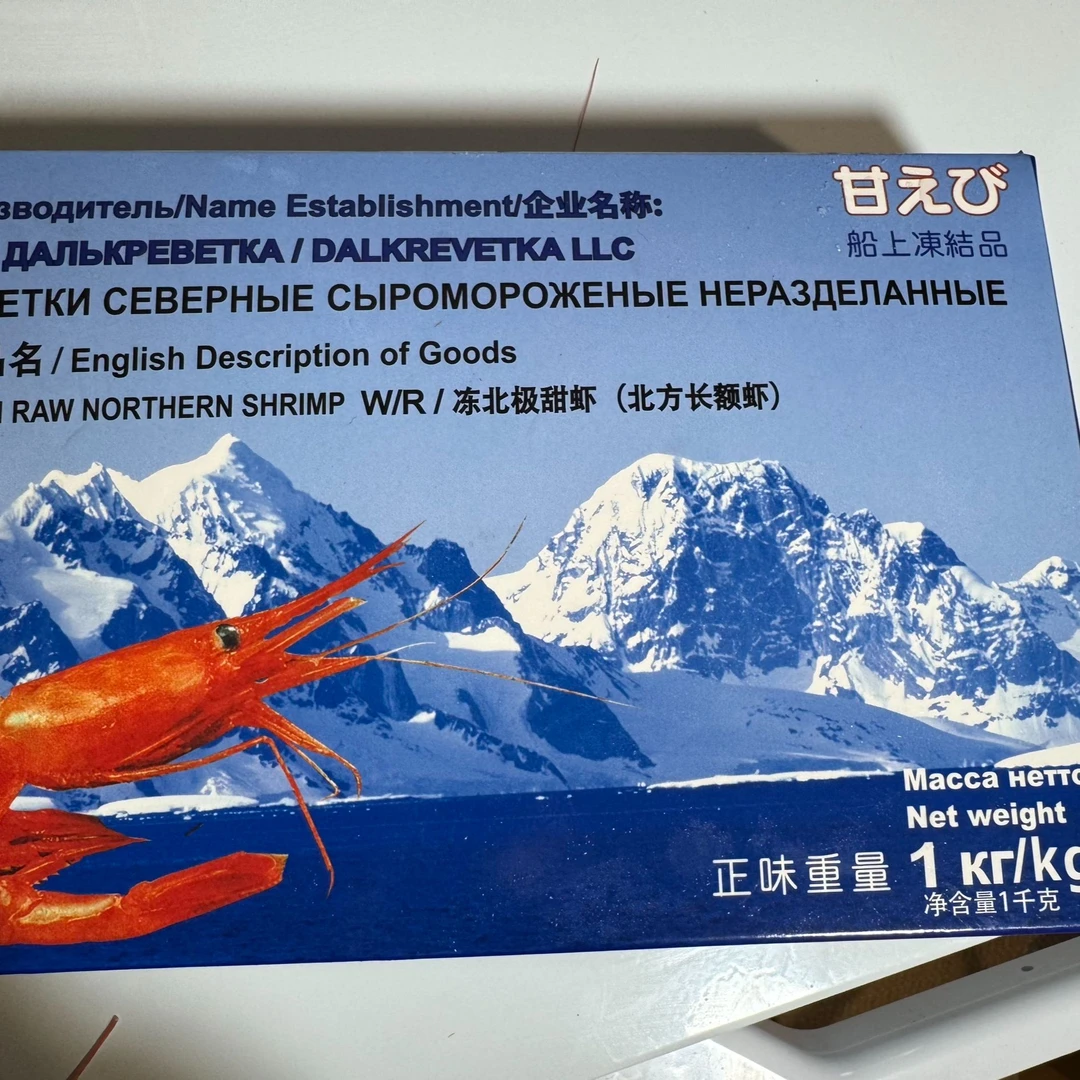 зводитель/Name Establishment/企业名称:
ДАЛЬКРЕВЕТКА / DALKREVETKA LLC
甘えび
船上凍結品
ЕТКИ СЕВЕРНЫЕ СЫРОМОРОЖЕНЫЕ НЕРАЗДЕЛАННЫЕ
名 / English Description of Goods
RAW NORTHERN SHRIMP W/R / 冻北极甜虾（北方长额虾）
Масса нетто
Net weight
正味重量 1 кг/kg
净含量1千克